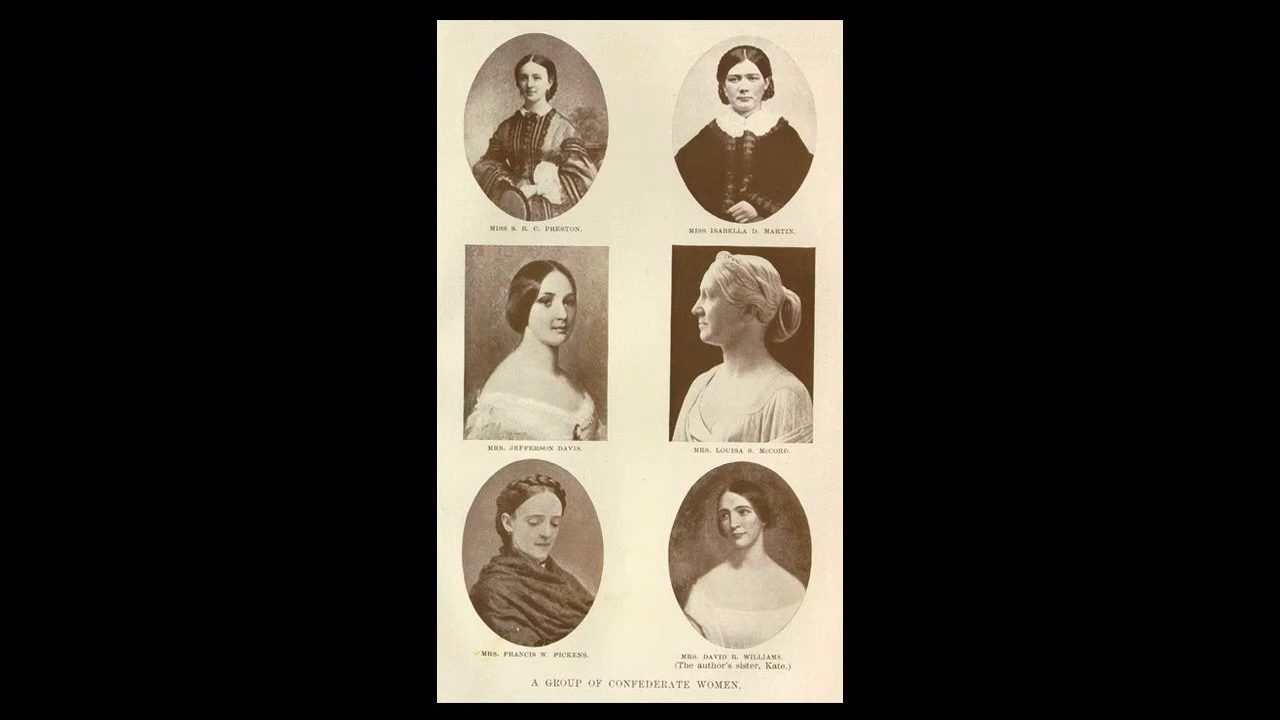 MISS S. B. C. PRESTON.
MISS ISABELLA D. MARTIN.
MRS. JEFFERSON DAVIS.
MRS. LOUISA S. McCORD.
MRS. FRANCIS W. PICKENS.
MRS. DAVID R. WILLIAMS.
(The author's sister, Kate.)
A GROUP OF CONFEDERATE WOMEN.